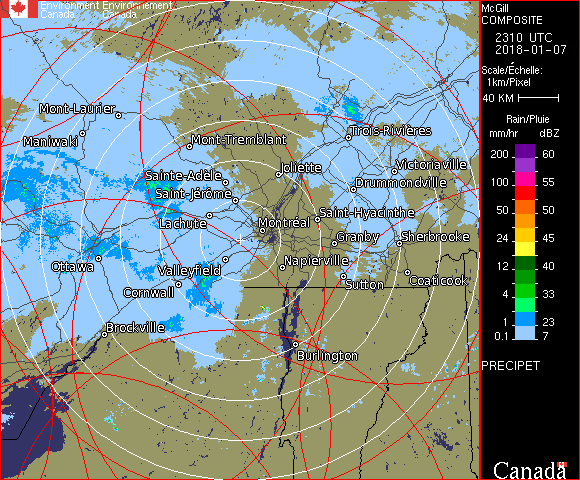 Environment Environnement
Canada Canada
McGill
COMPOSITE
2310 UTC
2018-01-07
Scale/Échelle:
1km/Pixel
40 KM
Rain/Pluie
mm/hr dBZ
200 60
100 55
50 50
24 45
12 40
4 33
1 23
0.1 7
PRECIPET
Canada
Mont-Laurier
Maniwaki
Trois-Rivières
Mont-Tremblant
Joliette
Victoriaville
Sainte-Adèle
Drummondville
Saint-Jérôme
Saint-Hyacinthe
Lachute
Montréal
Granby
Sherbrooke
Ottawa
Valleyfield
Napierville
Coaticook
Sutton
Cornwall
Brockville
Burlington